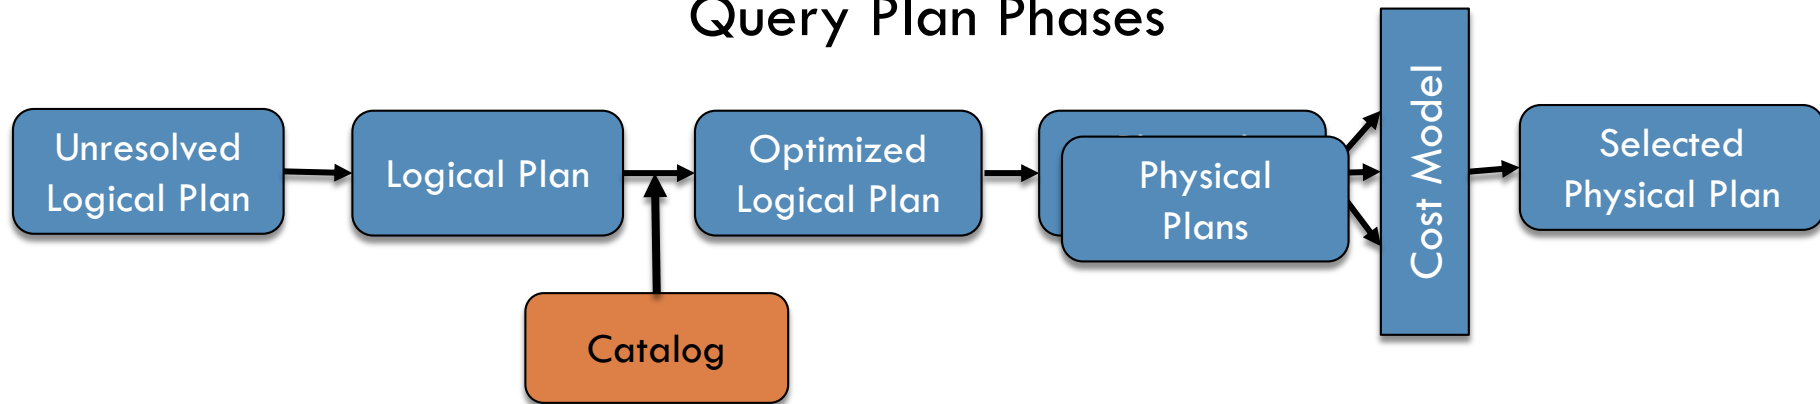 Query Plan Phases
Unresolved
Logical Plan
Logical Plan
Optimized
Logical Plan
Physical
Plans
Cost Model
Selected
Physical Plan
Catalog